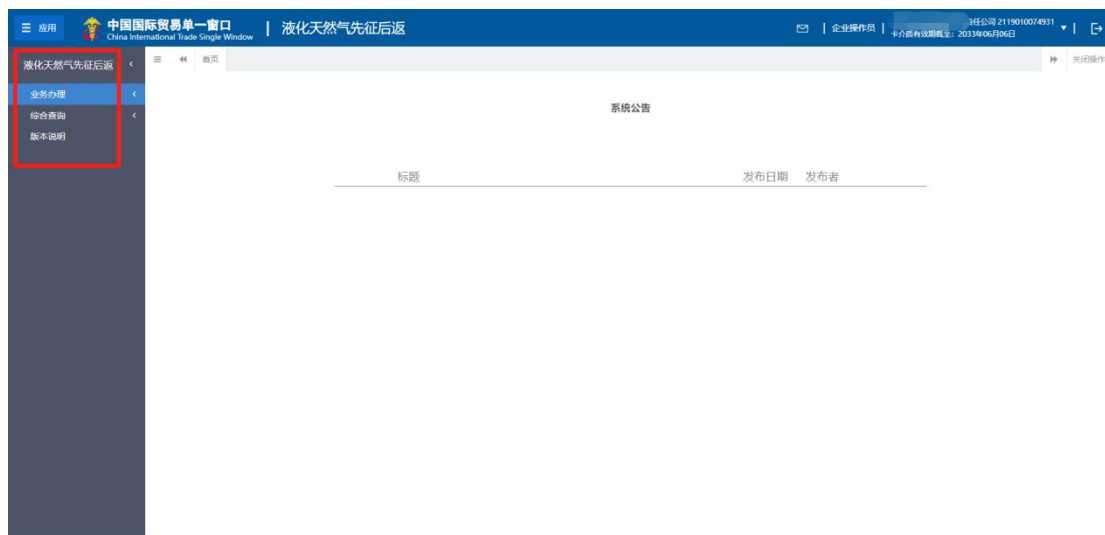 应用
中国国际贸易单一窗口
China International Trade Single Window
液化天然气先征后返
企业操作员
任公司 2119010074931
卡介质有效期截至：2033年06月06日
液化天然气先征后返
首页
关闭操作
业务办理
综合查询
版本说明
系统公告
标题 发布日期 发布者